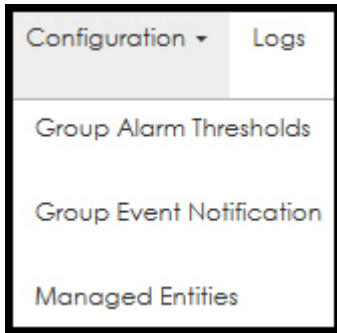 Configuration Logs
Group Alarm Thresholds
Group Event Notification
Managed Entities